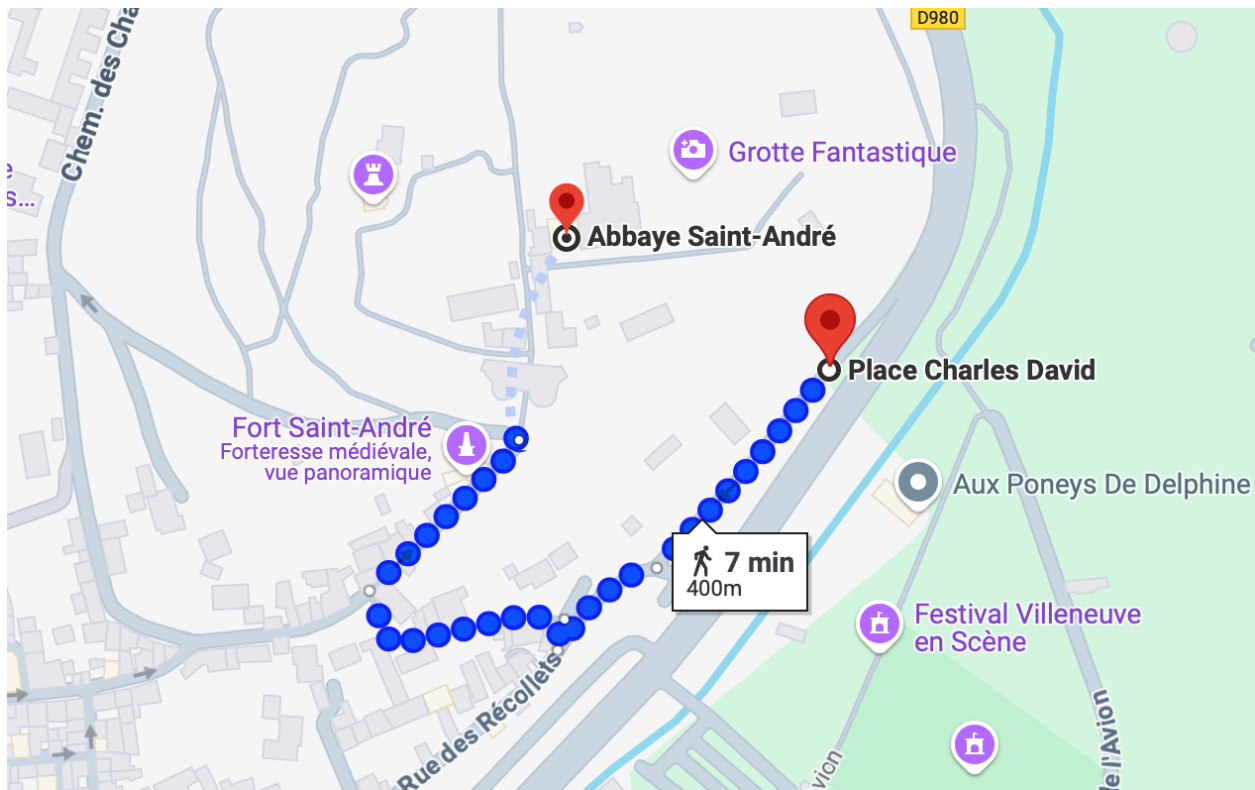 D980
Chem. des Cha
s...
Grotte Fantastique
Abbaye Saint-André
Place Charles David
Fort Saint-André
Forteresse médiévale,
vue panoramique
Aux Poneys De Delphine
7 min
400m
Festival Villeneuve
en Scène
Rue des Récollets
vion
de l'Avion